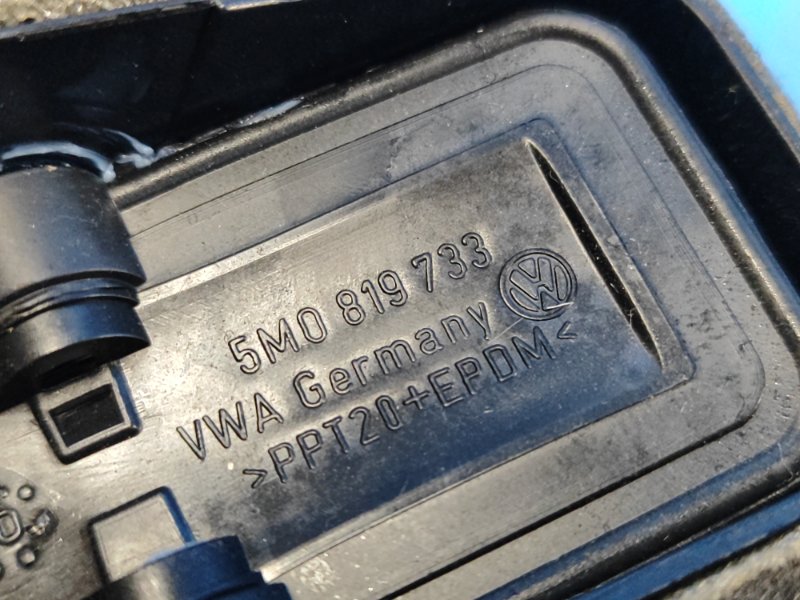 5M0 819 733
VWA Germany
>PPT20+EPDM<